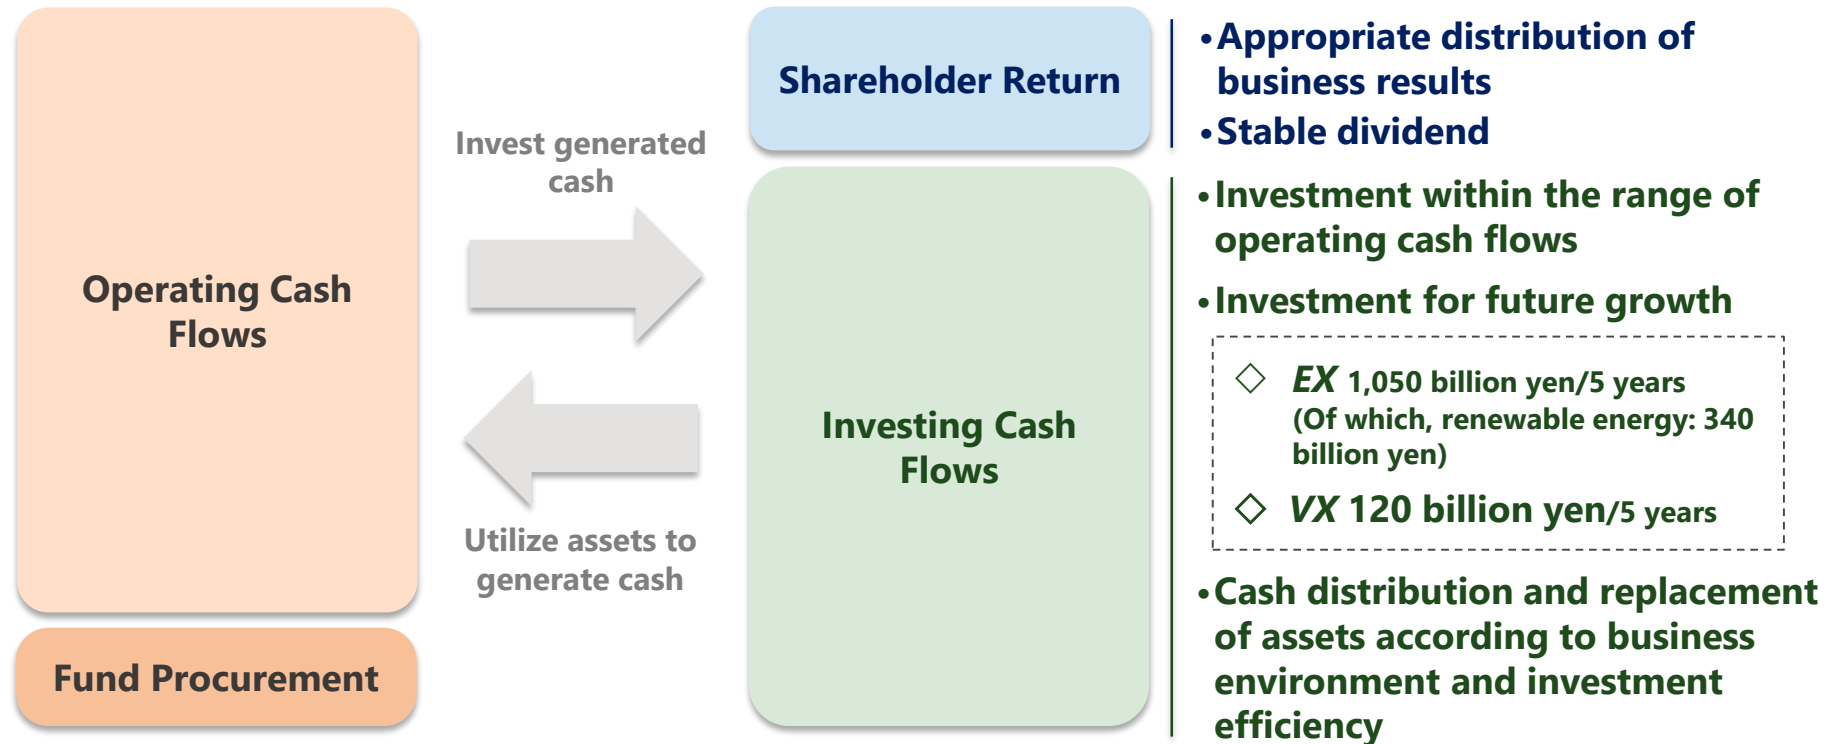 Operating Cash
Flows
Fund Procurement
Invest generated
cash
Utilize assets to
generate cash
Shareholder Return
Investing Cash
Flows
•Appropriate distribution of
business results
•Stable dividend
•Investment within the range of
operating cash flows
•Investment for future growth
◇ EX 1,050 billion yen/5 years
(Of which, renewable energy: 340
billion yen)
◇ VX 120 billion yen/5 years
•Cash distribution and replacement
of assets according to business
environment and investment
efficiency